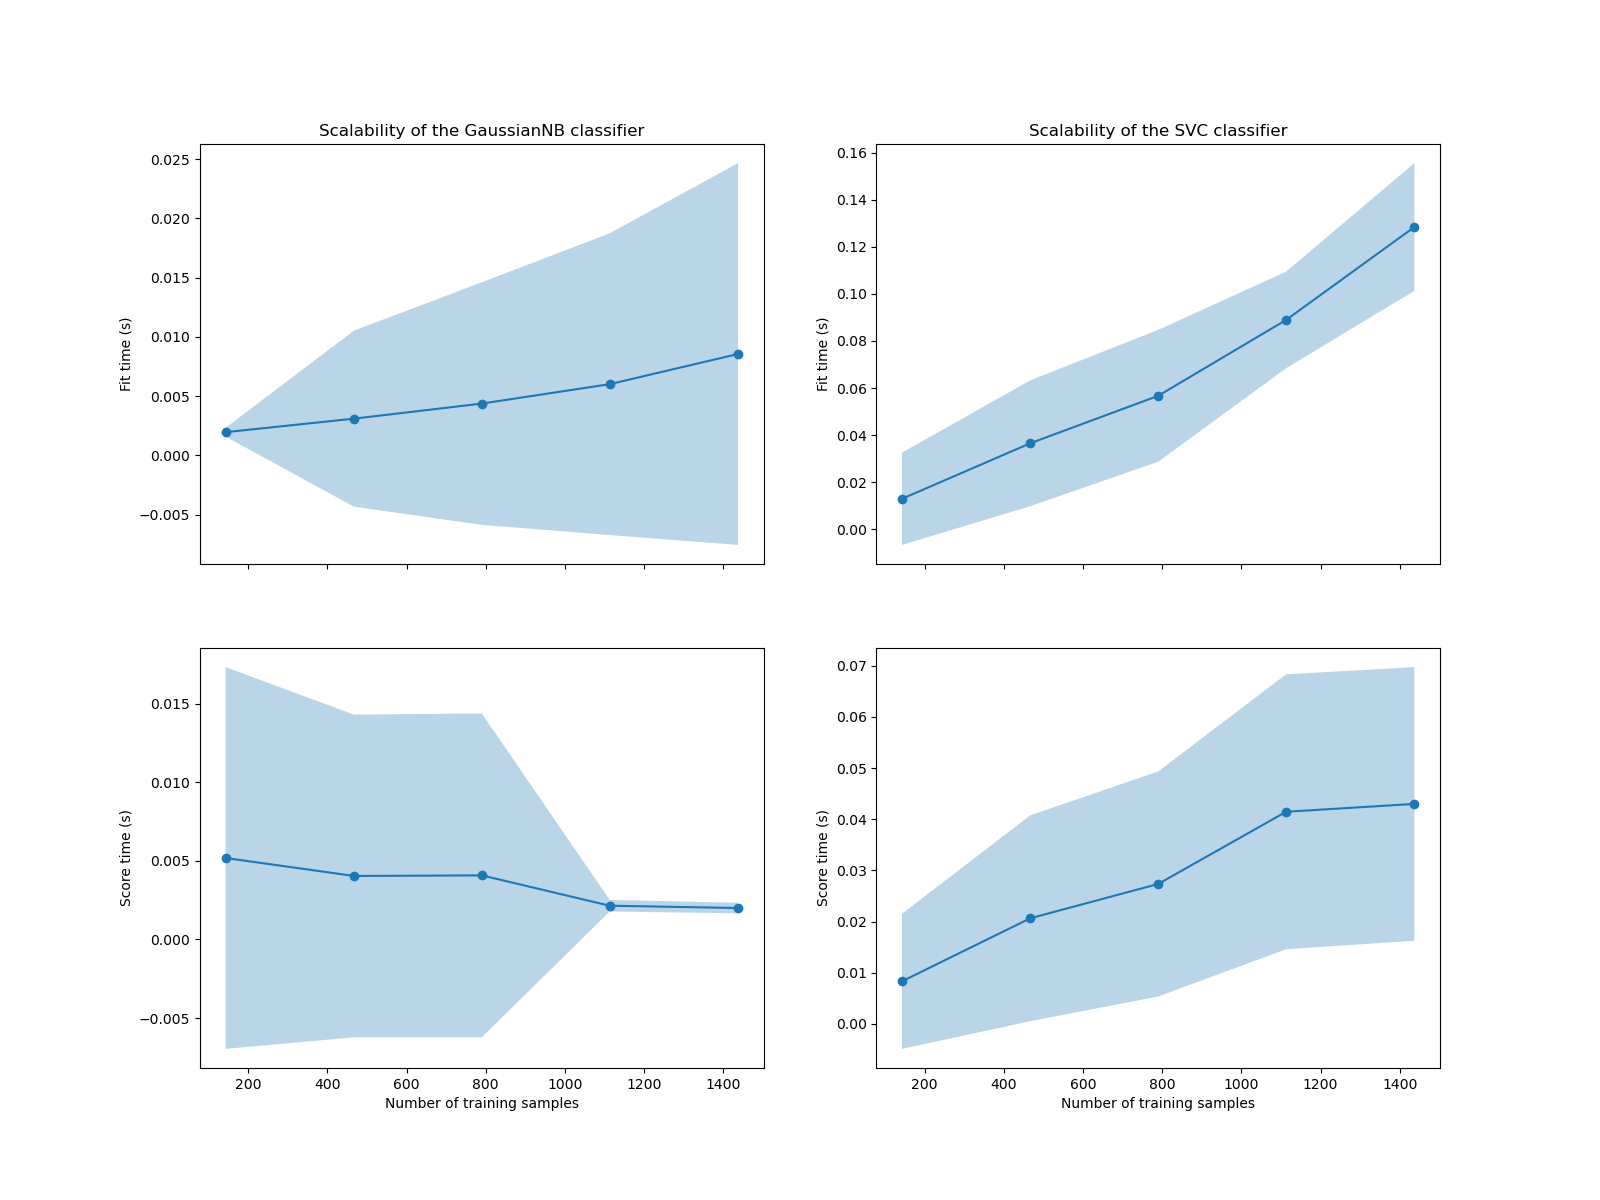 Scalability of the GaussianNB classifier
0.025
0.020
0.015
0.010
0.005
0.000
−0.005
Fit time (s)
Scalability of the SVC classifier
0.16
0.14
0.12
0.10
0.08
0.06
0.04
0.02
0.00
Fit time (s)
0.015
0.010
0.005
0.000
−0.005
Score time (s)
200 400 600 800 1000 1200 1400
Number of training samples
0.07
0.06
0.05
0.04
0.03
0.02
0.01
0.00
Score time (s)
200 400 600 800 1000 1200 1400
Number of training samples